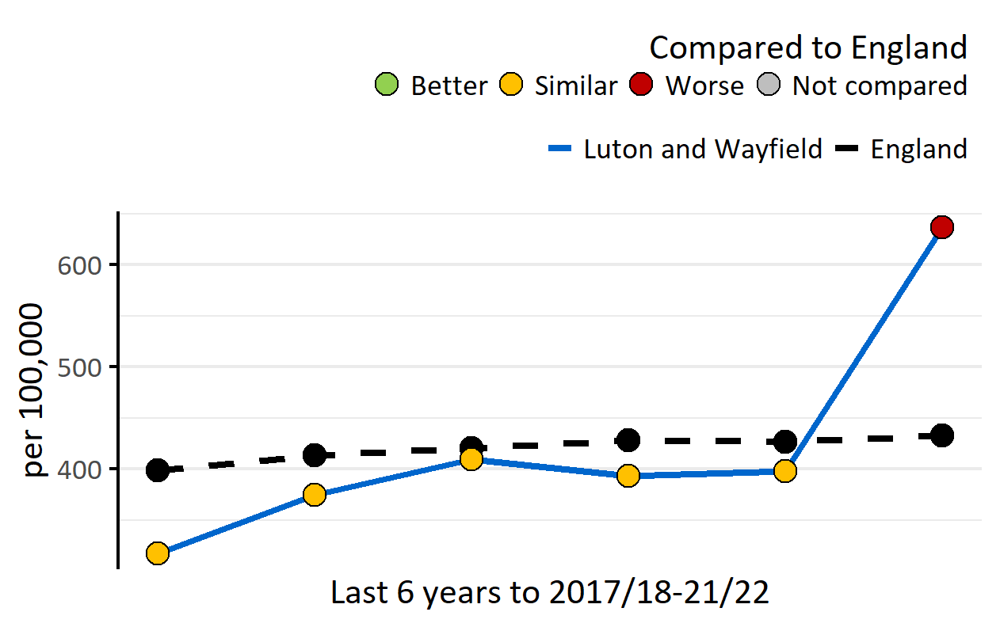 Compared to England
Better Similar Worse Not compared
Luton and Wayfield England
600
500
400
per 100,000
Last 6 years to 2017/18-21/22